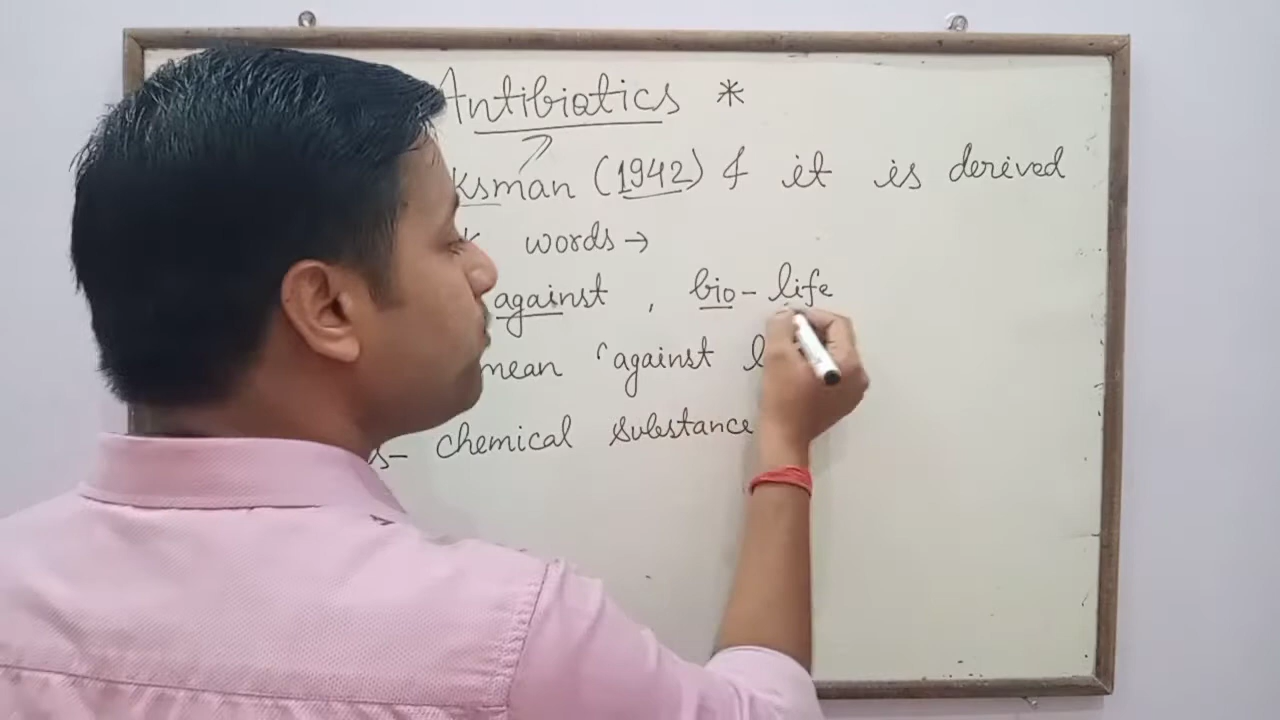 Antibiotics *
ksman (1942) & it is derived
words →
against , bio - life
mean 'against
s- chemical substance